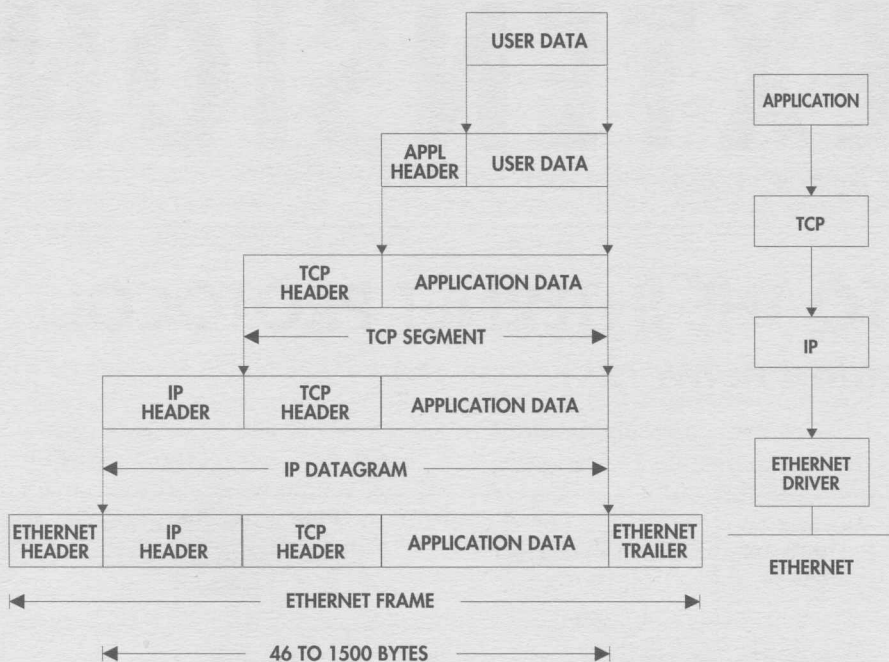 USER DATA
APPL
HEADER
USER DATA
TCP
HEADER
APPLICATION DATA
TCP SEGMENT
IP
HEADER
TCP
HEADER
APPLICATION DATA
IP DATAGRAM
ETHERNET
HEADER
IP
HEADER
TCP
HEADER
APPLICATION DATA
ETHERNET
TRAILER
ETHERNET FRAME
46 TO 1500 BYTES
APPLICATION
TCP
IP
ETHERNET
DRIVER
ETHERNET